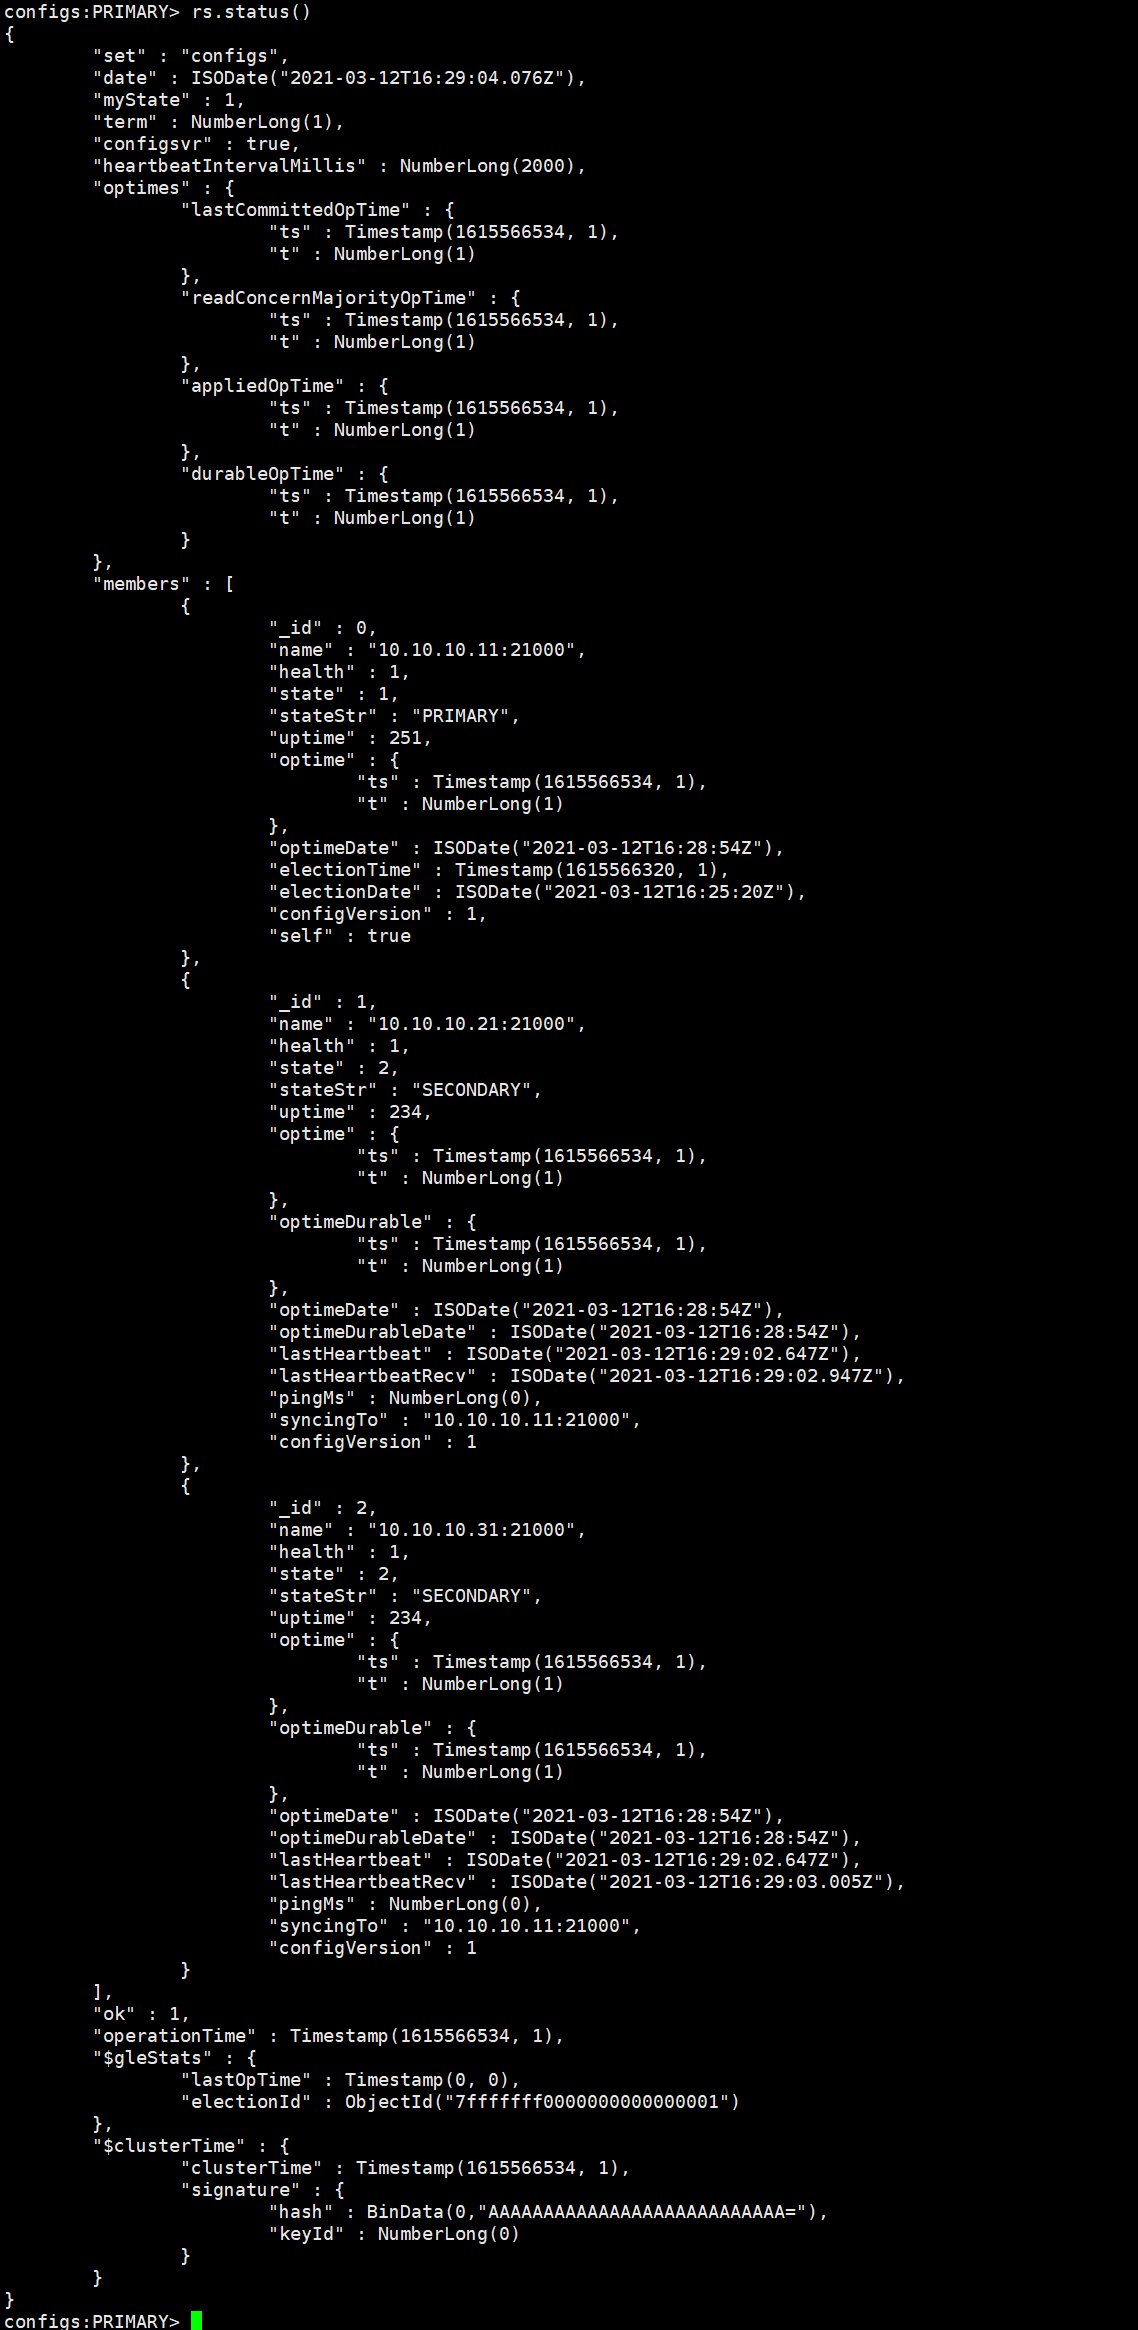 configs:PRIMARY> rs.status()
{
        "set" : "configs",
        "date" : ISODate("2021-03-12T16:29:04.076Z"),
        "myState" : 1,
        "term" : NumberLong(1),
        "configsvr" : true,
        "heartbeatIntervalMillis" : NumberLong(2000),
        "optimes" : {
                "lastCommittedOpTime" : {
                        "ts" : Timestamp(1615566534, 1),
                        "t" : NumberLong(1)
                },
                "readConcernMajorityOpTime" : {
                        "ts" : Timestamp(1615566534, 1),
                        "t" : NumberLong(1)
                },
                "appliedOpTime" : {
                        "ts" : Timestamp(1615566534, 1),
                        "t" : NumberLong(1)
                },
                "durableOpTime" : {
                        "ts" : Timestamp(1615566534, 1),
                        "t" : NumberLong(1)
                }
        },
        "members" : [
                {
                        "_id" : 0,
                        "name" : "10.10.10.11:21000",
                        "health" : 1,
                        "state" : 1,
                        "stateStr" : "PRIMARY",
                        "uptime" : 251,
                        "optime" : {
                                "ts" : Timestamp(1615566534, 1),
                                "t" : NumberLong(1)
                        },
                        "optimeDate" : ISODate("2021-03-12T16:28:54Z"),
                        "electionTime" : Timestamp(1615566320, 1),
                        "electionDate" : ISODate("2021-03-12T16:25:20Z"),
                        "configVersion" : 1,
                        "self" : true
                },
                {
                        "_id" : 1,
                        "name" : "10.10.10.21:21000",
                        "health" : 1,
                        "state" : 2,
                        "stateStr" : "SECONDARY",
                        "uptime" : 234,
                        "optime" : {
                                "ts" : Timestamp(1615566534, 1),
                                "t" : NumberLong(1)
                        },
                        "optimeDurable" : {
                                "ts" : Timestamp(1615566534, 1),
                                "t" : NumberLong(1)
                        },
                        "optimeDate" : ISODate("2021-03-12T16:28:54Z"),
                        "optimeDurableDate" : ISODate("2021-03-12T16:28:54Z"),
                        "lastHeartbeat" : ISODate("2021-03-12T16:29:02.647Z"),
                        "lastHeartbeatRecv" : ISODate("2021-03-12T16:29:02.947Z"),
                        "pingMs" : NumberLong(0),
                        "syncingTo" : "10.10.10.11:21000",
                        "configVersion" : 1
                },
                {
                        "_id" : 2,
                        "name" : "10.10.10.31:21000",
                        "health" : 1,
                        "state" : 2,
                        "stateStr" : "SECONDARY",
                        "uptime" : 234,
                        "optime" : {
                                "ts" : Timestamp(1615566534, 1),
                                "t" : NumberLong(1)
                        },
                        "optimeDurable" : {
                                "ts" : Timestamp(1615566534, 1),
                                "t" : NumberLong(1)
                        },
                        "optimeDate" : ISODate("2021-03-12T16:28:54Z"),
                        "optimeDurableDate" : ISODate("2021-03-12T16:28:54Z"),
                        "lastHeartbeat" : ISODate("2021-03-12T16:29:02.647Z"),
                        "lastHeartbeatRecv" : ISODate("2021-03-12T16:29:03.005Z"),
                        "pingMs" : NumberLong(0),
                        "syncingTo" : "10.10.10.11:21000",
                        "configVersion" : 1
                }
        ],
        "ok" : 1,
        "operationTime" : Timestamp(1615566534, 1),
        "$gleStats" : {
                "lastOpTime" : Timestamp(0, 0),
                "electionId" : ObjectId("7fffffff0000000000000001")
        },
        "$clusterTime" : {
                "clusterTime" : Timestamp(1615566534, 1),
                "signature" : {
                        "hash" : BinData(0,"AAAAAAAAAAAAAAAAAAAAAAAAAAA="),
                        "keyId" : NumberLong(0)
                }
        }
}
configs:PRIMARY>